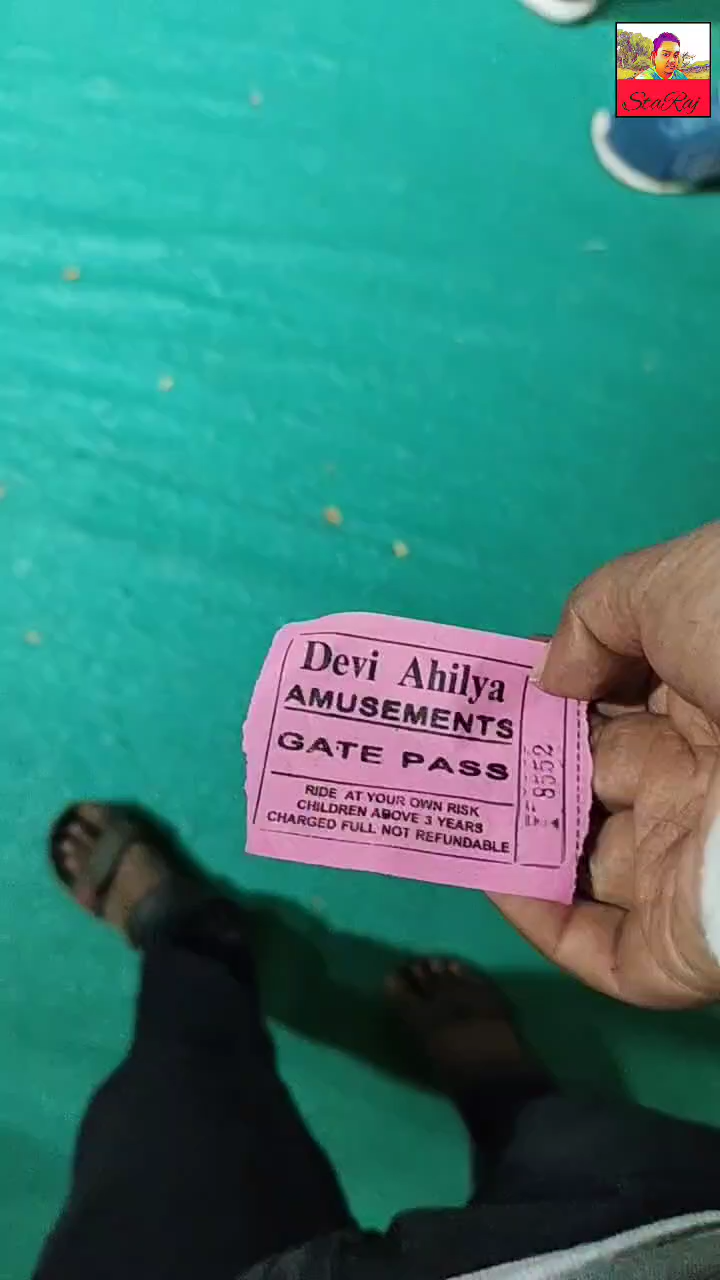 StaRaj
Devi Ahilya
AMUSEMENTS
GATE PASS
RIDE AT YOUR OWN RISK
CHILDREN ABOVE 3 YEARS
CHARGED FULL NOT REFUNDABLE
8552